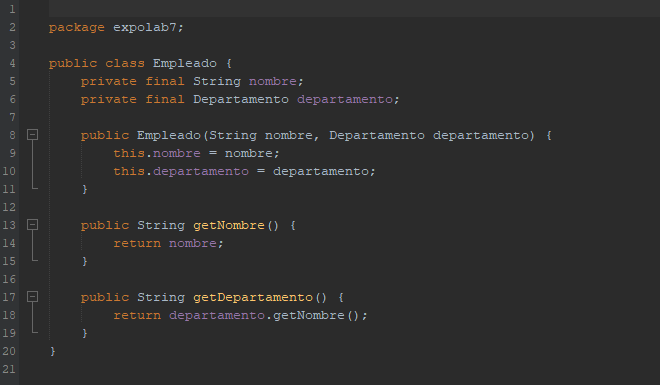 1
2 package expolab7;
3
4 public class Empleado {
5     private final String nombre;
6     private final Departamento departamento;
7
8     public Empleado(String nombre, Departamento departamento) {
9         this.nombre = nombre;
10         this.departamento = departamento;
11     }
12
13     public String getNombre() {
14         return nombre;
15     }
16
17     public String getDepartamento() {
18         return departamento.getNombre();
19     }
20 }
21